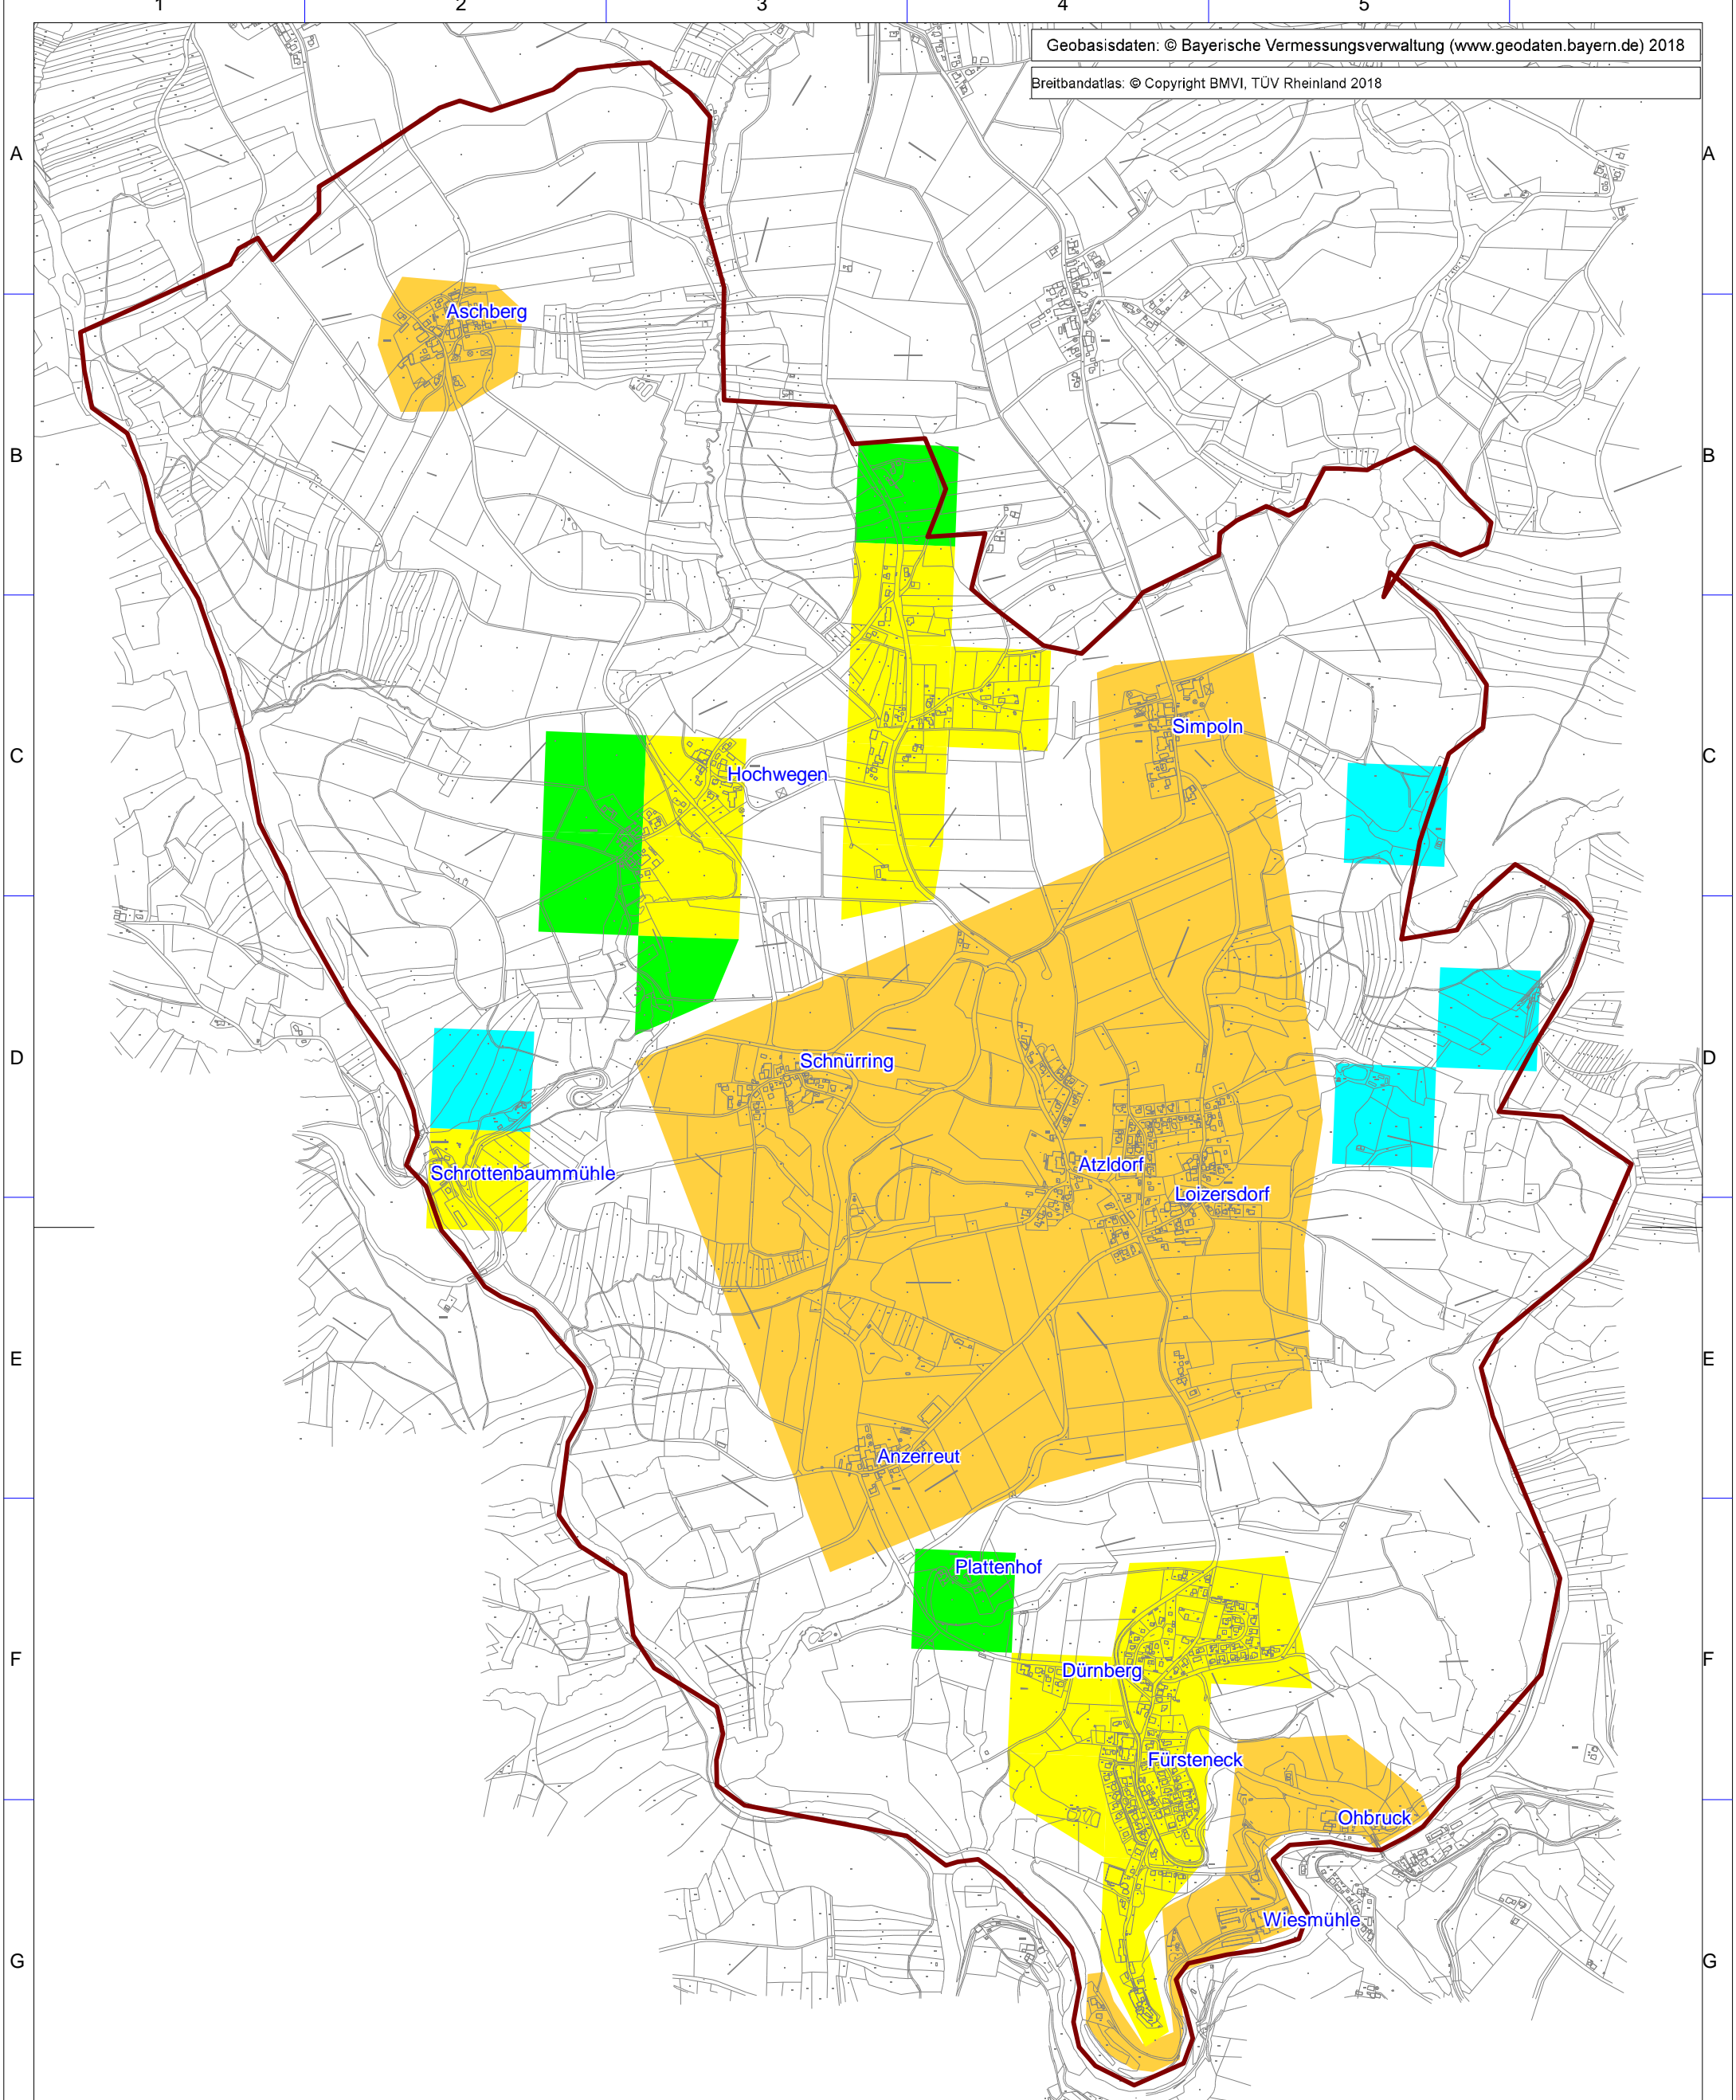 1 2 3 4 5
Geobasisdaten: © Bayerische Vermessungsverwaltung (www.geodaten.bayern.de) 2018
Breitbandatlas: © Copyright BMVI, TÜV Rheinland 2018
A A
Aschberg
B B
Simpoln
C C
Hochwegen
D D
Schnürring
Atzldorf
Schrottenbaummühle
Loizersdorf
E E
Anzerreut
Plattenhof
F F
Dürnberg
Fürsteneck
Ohbruck
Wiesmühle
G G